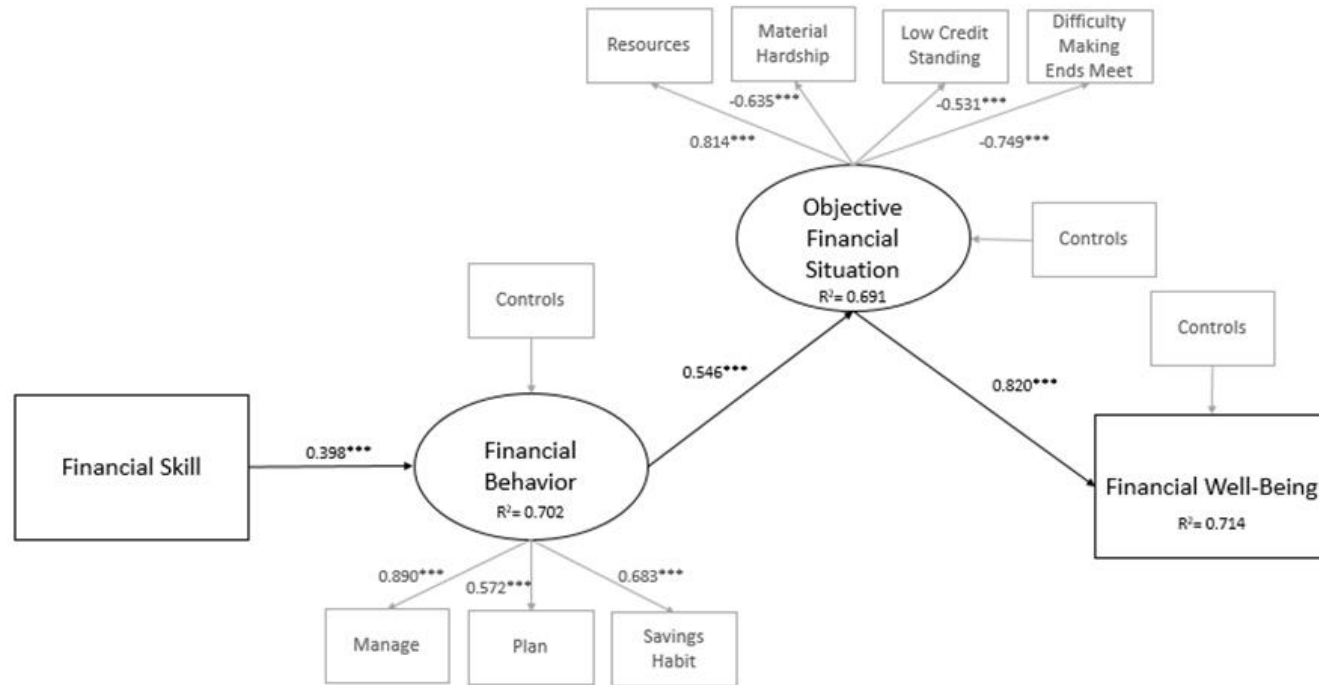 Resources
Material
Hardship
Low Credit
Standing
Difficulty
Making
Ends Meet
-0.635***
-0.531***
0.814***
-0.749***
Objective
Financial
Situation
R²= 0.691
Controls
Controls
Controls
0.546***
0.820***
Financial Skill
0.398***
Financial
Behavior
R²= 0.702
Financial Well-Being
R²= 0.714
0.890***
0.572***
0.683***
Manage
Plan
Savings
Habit